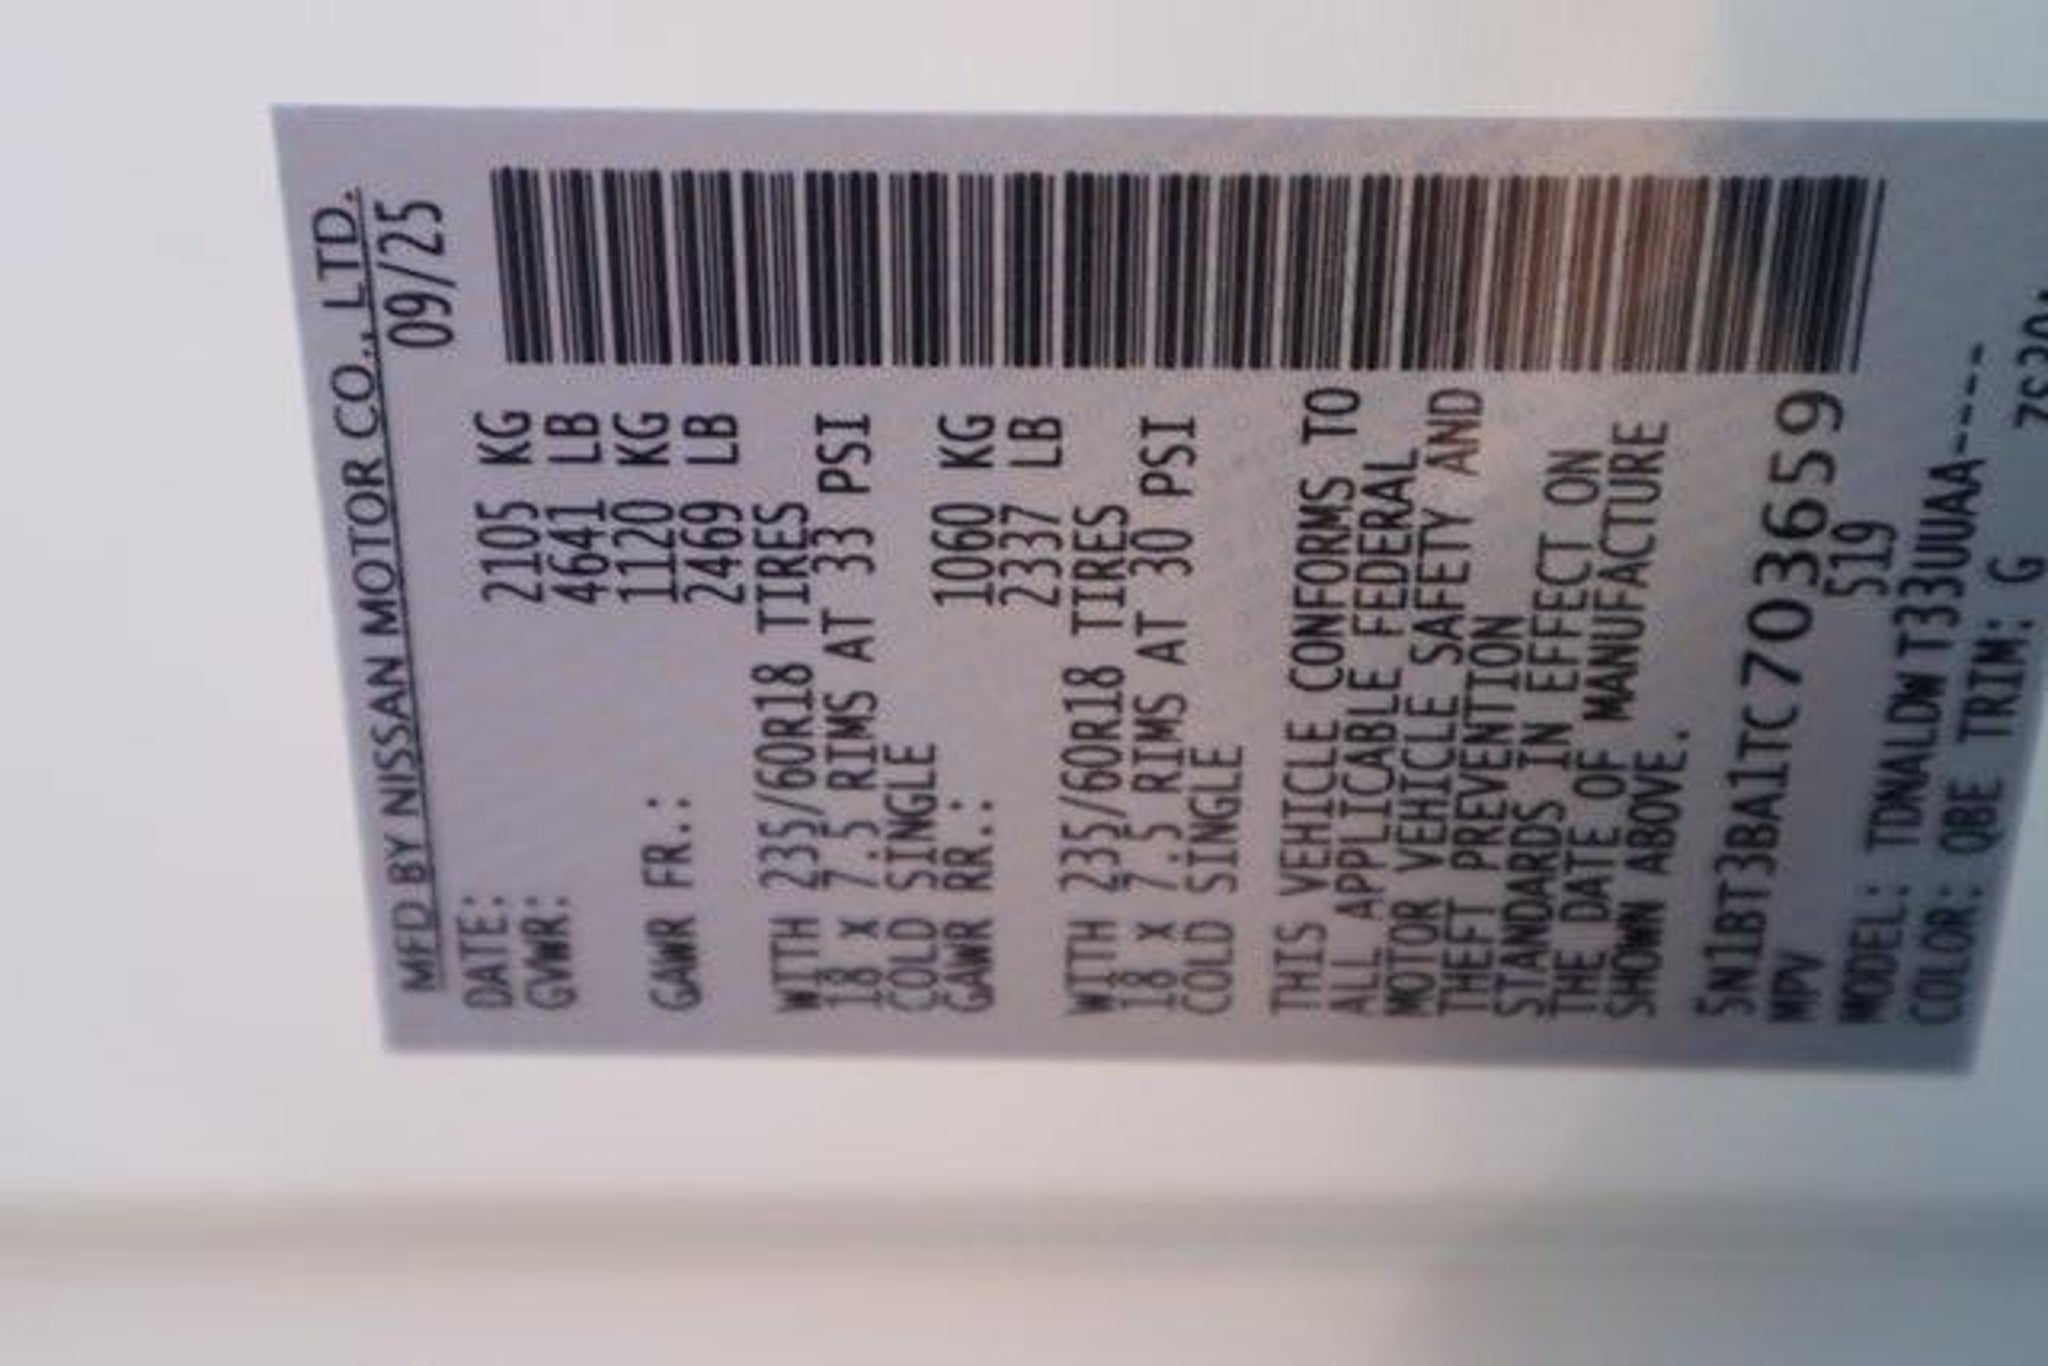 MFD BY NISSAN MOTOR CO., LTD.
DATE: 09/25
GVWR: 2105 KG
4641 LB
GAWR FR.: 1120 KG
2469 LB
WITH 235/60R18 TIRES
18 X 7.5 RIMS AT 33 PSI
COLD SINGLE
GAWR RR.: 1060 KG
2337 LB
WITH 235/60R18 TIRES
18 X 7.5 RIMS AT 30 PSI
COLD SINGLE
THIS VEHICLE CONFORMS TO
ALL APPLICABLE FEDERAL
MOTOR VEHICLE SAFETY AND
THEFT PREVENTION
STANDARDS IN EFFECT ON
THE DATE OF MANUFACTURE
SHOWN ABOVE.
5N1BT3BA1TC703659
MPV 519
MODEL: TDNALDWT33UUAA----
COLOR: QBE TRIM: G